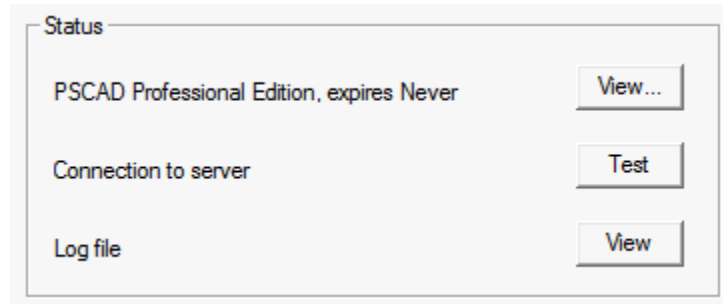 Status
PSCAD Professional Edition, expires Never View...
Connection to server Test
Log file View